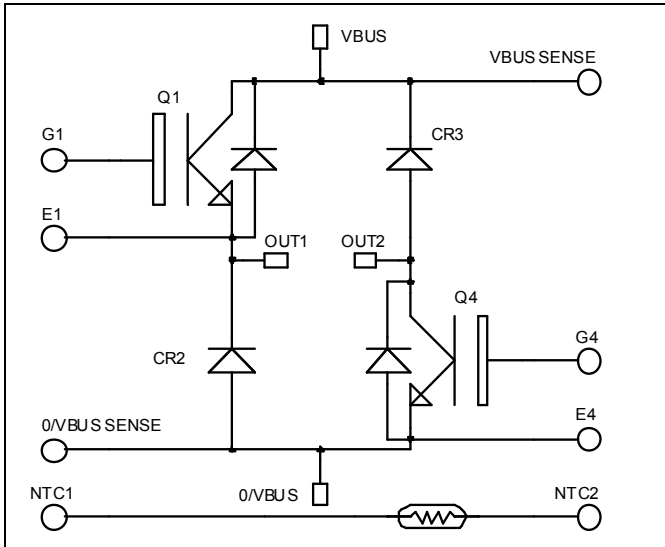 VBUS
VBUS SENSE
Q1
G1
CR3
E1
OUT1
OUT2
Q4
CR2
G4
0/VBUS SENSE
E4
NTC1
0/VBUS
NTC2